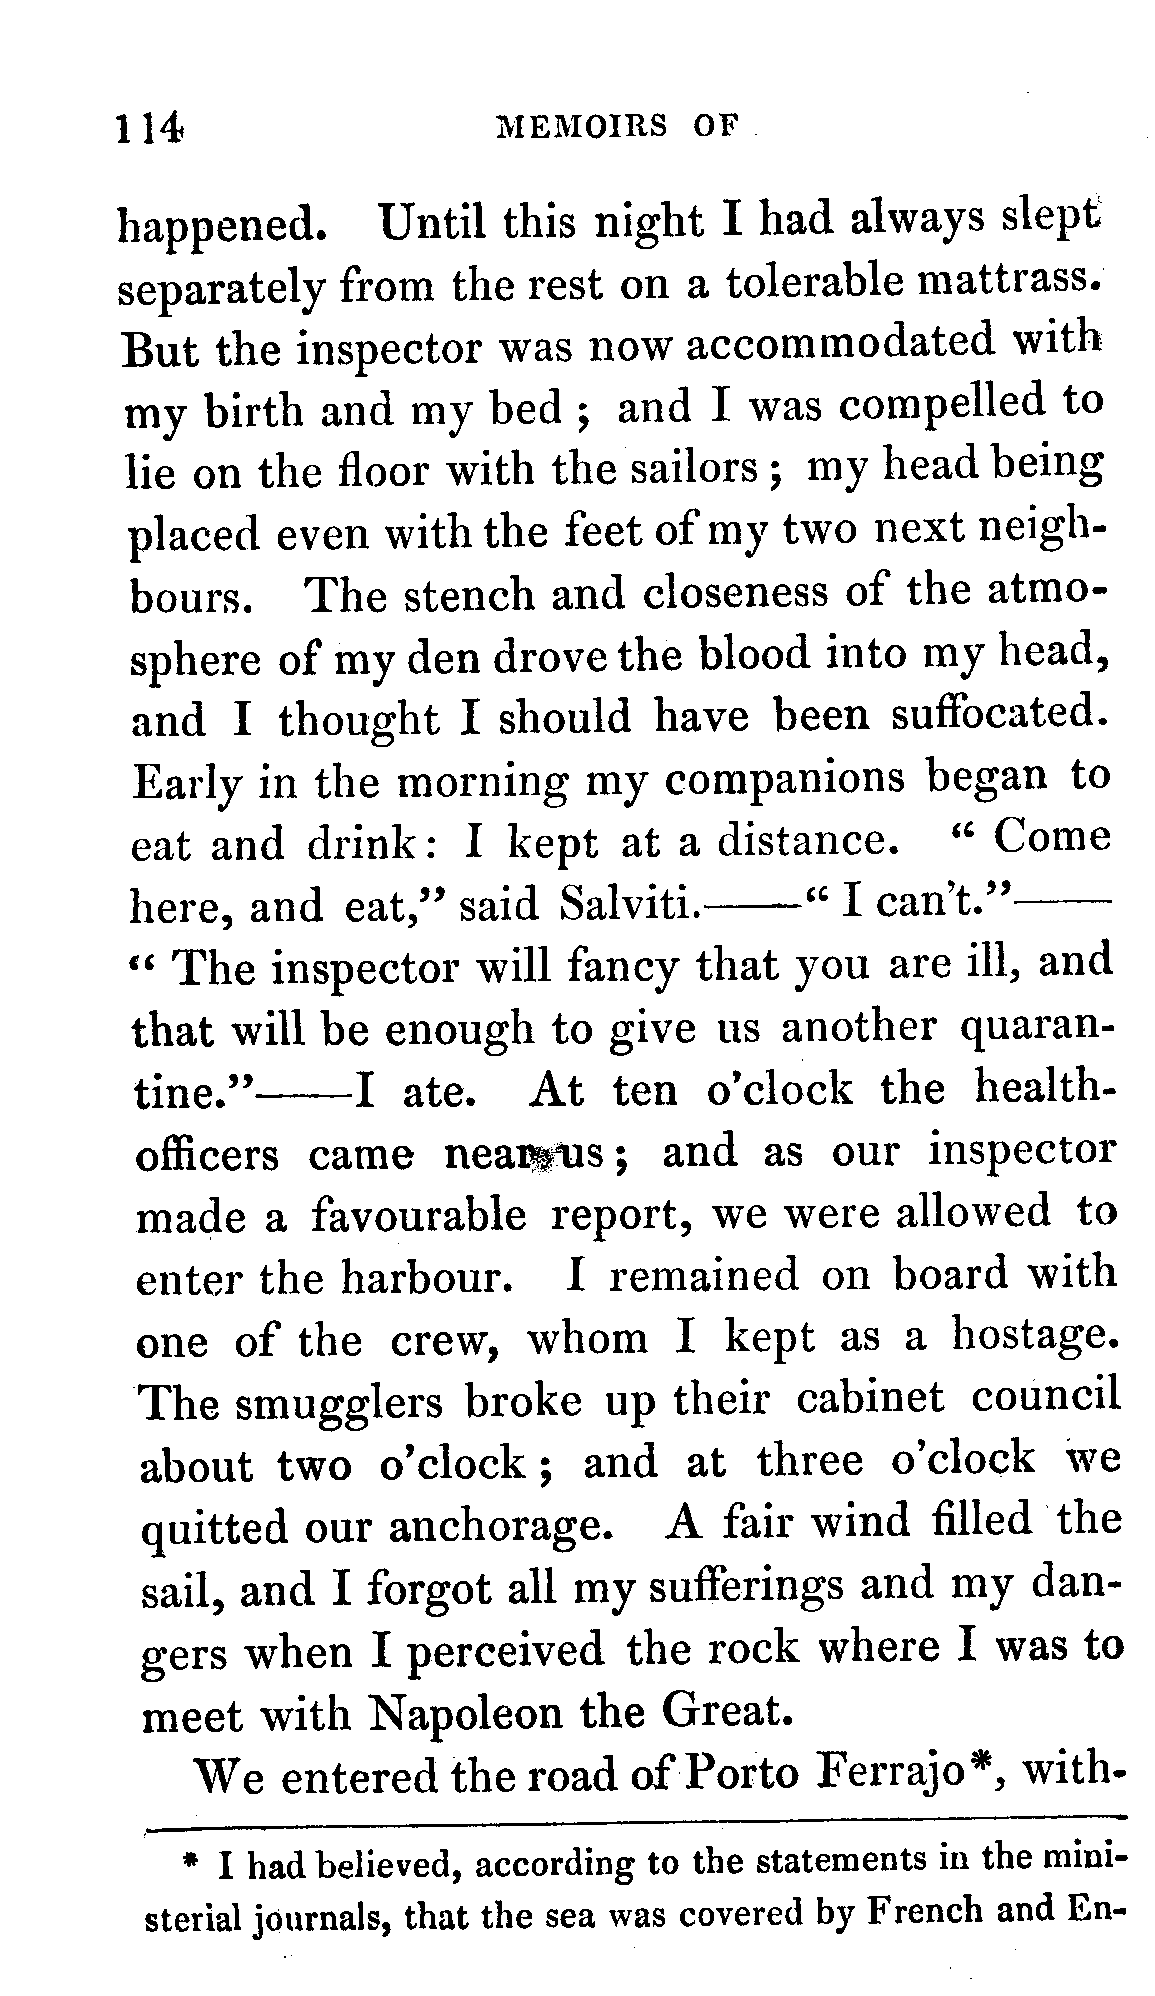 114 MEMOIRS OF
happened. Until this night I had always slept
separately from the rest on a tolerable mattrass.
But the inspector was now accommodated with
my birth and my bed ; and I was compelled to
lie on the floor with the sailors ; my head being
placed even with the feet of my two next neigh-
bours. The stench and closeness of the atmo-
sphere of my den drove the blood into my head,
and I thought I should have been suffocated.
Early in the morning my companions began to
eat and drink : I kept at a distance. “ Come
here, and eat,” said Salviti.——“ I can't.”——
“ The inspector will fancy that you are ill, and
that will be enough to give us another quaran-
tine.”——I ate. At ten o'clock the health-
officers came near us ; and as our inspector
made a favourable report, we were allowed to
enter the harbour. I remained on board with
one of the crew, whom I kept as a hostage.
The smugglers broke up their cabinet council
about two o'clock ; and at three o'clock we
quitted our anchorage. A fair wind filled the
sail, and I forgot all my sufferings and my dan-
gers when I perceived the rock where I was to
meet with Napoleon the Great.
We entered the road of Porto Ferrajo*, with-
* I had believed, according to the statements in the mini-
sterial journals, that the sea was covered by French and En-